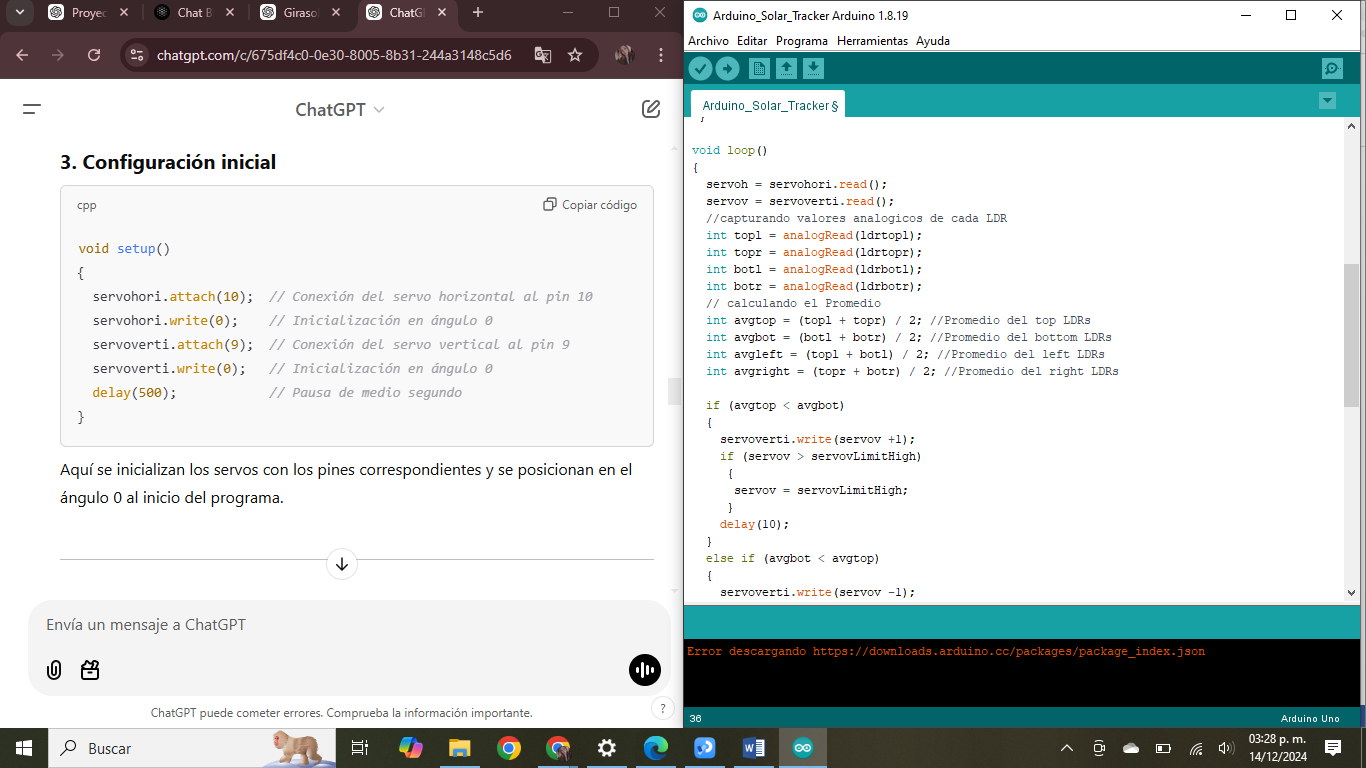 Proyec
Chat B
Giraso
ChatGl
chatgpt.com/c/675df4c0-0e30-8005-8b31-244a3148c5d6
ChatGPT
3. Configuración inicial
cpp
Copiar código
void setup()
{
servohori.attach(10); // Conexión del servo horizontal al pin 10
servohori.write(0); // Inicialización en ángulo 0
servoverti.attach(9); // Conexión del servo vertical al pin 9
servoverti.write(0); // Inicialización en ángulo 0
delay(500); // Pausa de medio segundo
}
Aquí se inicializan los servos con los pines correspondientes y se posicionan en el
ángulo 0 al inicio del programa.
Envía un mensaje a ChatGPT
ChatGPT puede cometer errores. Comprueba la información importante.
?
Arduino_Solar_Tracker Arduino 1.8.19
Archivo Editar Programa Herramientas Ayuda
Arduino_Solar_Tracker §
}
void loop()
{
servoh = servohori.read();
servov = servoverti.read();
//capturando valores analogicos de cada LDR
int topl = analogRead(ldrtopl);
int topr = analogRead(ldrtopr);
int botl = analogRead(ldrbotl);
int botr = analogRead(ldrbotr);
// calculando el Promedio
int avgtop = (topl + topr) / 2; //Promedio del top LDRs
int avgbot = (botl + botr) / 2; //Promedio del bottom LDRs
int avgleft = (topl + botl) / 2; //Promedio del left LDRs
int avgright = (topr + botr) / 2; //Promedio del right LDRs
if (avgtop < avgbot)
{
servoverti.write(servov +1);
if (servov > servovLimitHigh)
{
servov = servovLimitHigh;
}
delay(10);
}
else if (avgbot < avgtop)
{
servoverti.write(servov -1);
Error descargando https://downloads.arduino.cc/packages/package_index.json
36
Arduino Uno
Buscar
03:28 p. m.
14/12/2024